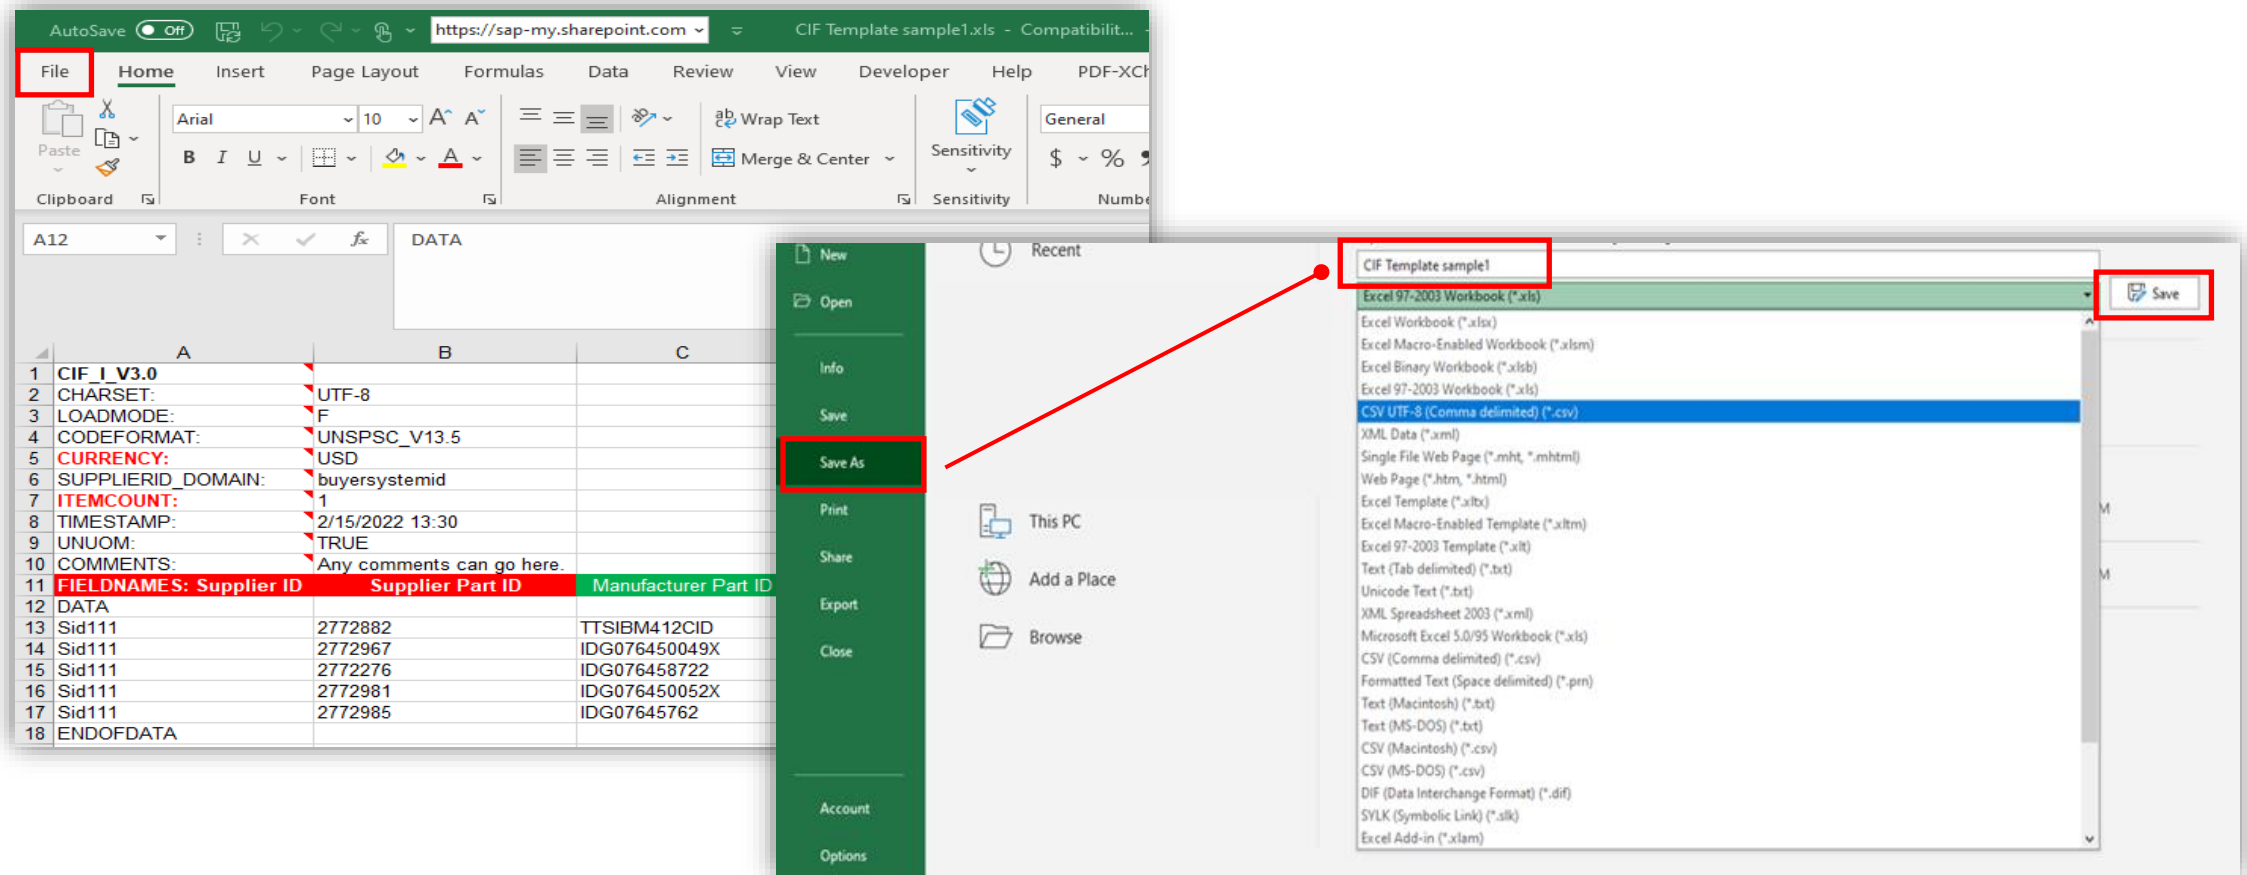 AutoSave Off https://sap-my.sharepoint.com CIF Template sample1.xls - Compatibilit...
File Home Insert Page Layout Formulas Data Review View Developer Help PDF-XCh
Arial 10 A A ab Wrap Text General
Paste B I U A Merge & Center Sensitivity $ %
Clipboard Font Alignment Sensitivity Numbe
A12 fx DATA
A B C
1 CIF_I_V3.0
2 CHARSET: UTF-8
3 LOADMODE: F
4 CODEFORMAT: UNSPSC_V13.5
5 CURRENCY: USD
6 SUPPLIERID_DOMAIN: buyersystemid
7 ITEMCOUNT: 1
8 TIMESTAMP: 2/15/2022 13:30
9 UNUOM: TRUE
10 COMMENTS: Any comments can go here.
11 FIELDNAMES: Supplier ID Supplier Part ID Manufacturer Part ID
12 DATA
13 Sid111 2772882 TTSIBM412CID
14 Sid111 2772967 IDG076450049X
15 Sid111 2772276 IDG076458722
16 Sid111 2772981 IDG076450052X
17 Sid111 2772985 IDG07645762
18 ENDOFDATA
New
Open
Info
Save
Save As
Print
Share
Export
Close
Account
Options
Recent
This PC
Add a Place
Browse
CIF Template sample1
Excel 97-2003 Workbook (*.xls)
Save
Excel Workbook (*.xlsx)
Excel Macro-Enabled Workbook (*.xlsm)
Excel Binary Workbook (*.xlsb)
Excel 97-2003 Workbook (*.xls)
CSV UTF-8 (Comma delimited) (*.csv)
XML Data (*.xml)
Single File Web Page (*.mht, *.mhtml)
Web Page (*.htm, *.html)
Excel Template (*.xltx)
Excel Macro-Enabled Template (*.xltm)
Excel 97-2003 Template (*.xlt)
Text (Tab delimited) (*.txt)
Unicode Text (*.txt)
XML Spreadsheet 2003 (*.xml)
Microsoft Excel 5.0/95 Workbook (*.xls)
CSV (Comma delimited) (*.csv)
Formatted Text (Space delimited) (*.prn)
Text (Macintosh) (*.txt)
Text (MS-DOS) (*.txt)
CSV (Macintosh) (*.csv)
CSV (MS-DOS) (*.csv)
DIF (Data Interchange Format) (*.dif)
SYLK (Symbolic Link) (*.slk)
Excel Add-in (*.xlam)
M
M